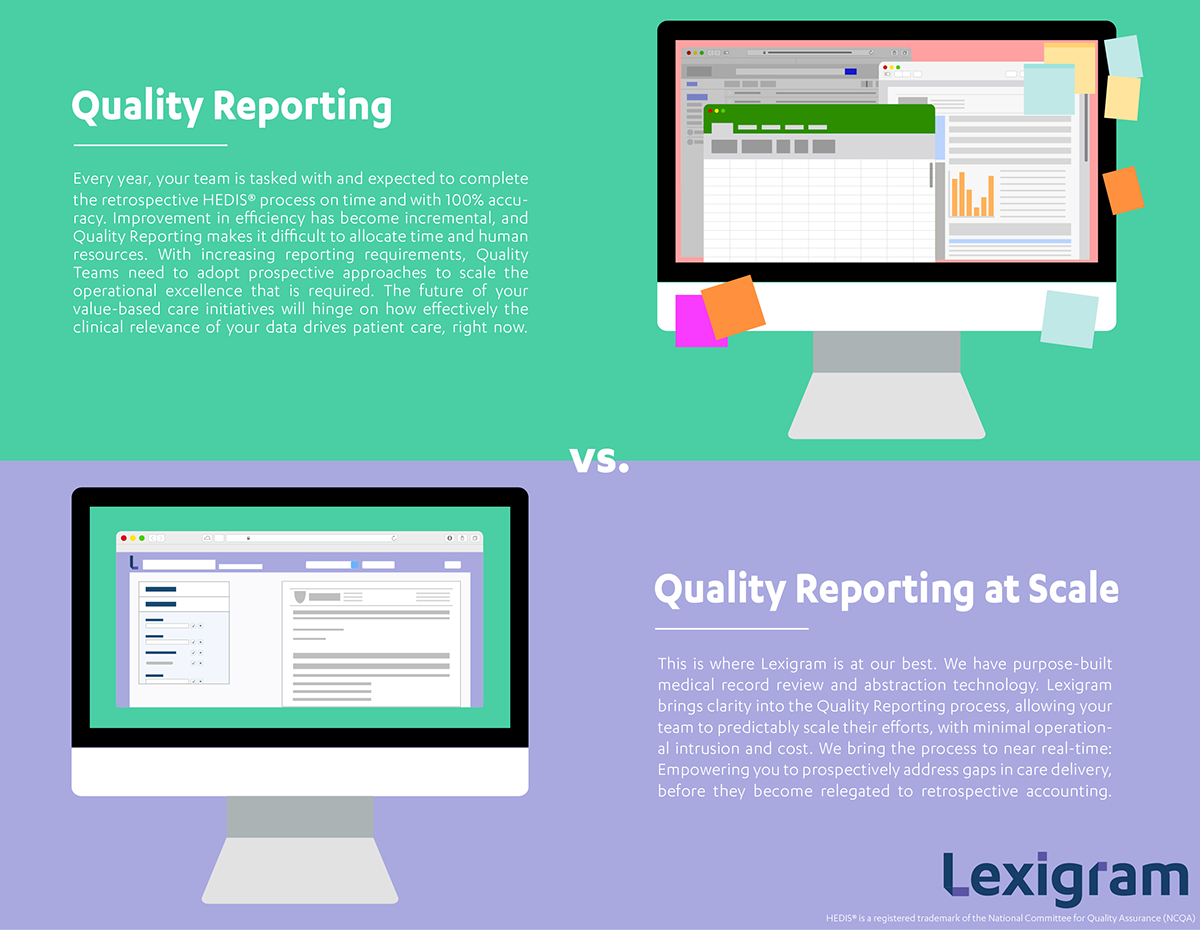 Quality Reporting
Every year, your team is tasked with and expected to complete
the retrospective HEDIS® process on time and with 100% accu-
racy. Improvement in efficiency has become incremental, and
Quality Reporting makes it difficult to allocate time and human
resources. With increasing reporting requirements, Quality
Teams need to adopt prospective approaches to scale the
operational excellence that is required. The future of your
value-based care initiatives will hinge on how effectively the
clinical relevance of your data drives patient care, right now.
vs.
Quality Reporting at Scale
This is where Lexigram is at our best. We have purpose-built
medical record review and abstraction technology. Lexigram
brings clarity into the Quality Reporting process, allowing your
team to predictably scale their efforts, with minimal operation-
al intrusion and cost. We bring the process to near real-time:
Empowering you to prospectively address gaps in care delivery,
before they become relegated to retrospective accounting.
Lexigram
HEDIS® is a registered trademark of the National Committee for Quality Assurance (NCQA)